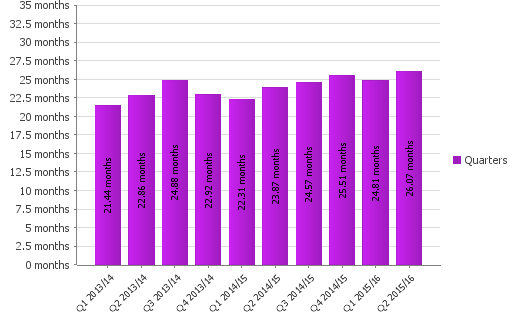 35 months
32.5 months
30 months
27.5 months
25 months
22.5 months
20 months
17.5 months
15 months
12.5 months
10 months
7.5 months
5 months
2.5 months
0 months
21.44 months
22.86 months
24.88 months
22.92 months
22.31 months
23.87 months
24.57 months
25.51 months
24.81 months
26.07 months
Q1 2013/14
Q2 2013/14
Q3 2013/14
Q4 2013/14
Q1 2014/15
Q2 2014/15
Q3 2014/15
Q4 2014/15
Q1 2015/16
Q2 2015/16
Quarters